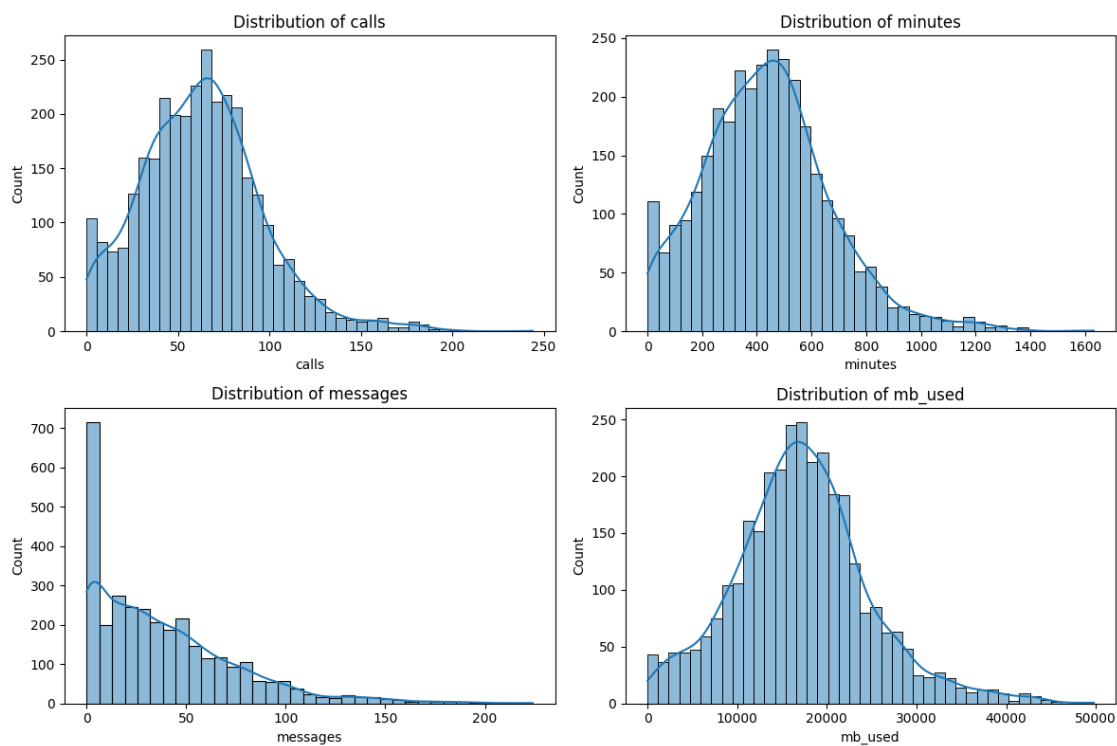 Distribution of calls
Count
250
200
150
100
50
0
0 50 100 150 200 250
calls
Distribution of minutes
Count
250
200
150
100
50
0
0 200 400 600 800 1000 1200 1400 1600
minutes
Distribution of messages
Count
700
600
500
400
300
200
100
0
0 50 100 150 200
messages
Distribution of mb_used
Count
250
200
150
100
50
0
0 10000 20000 30000 40000 50000
mb_used